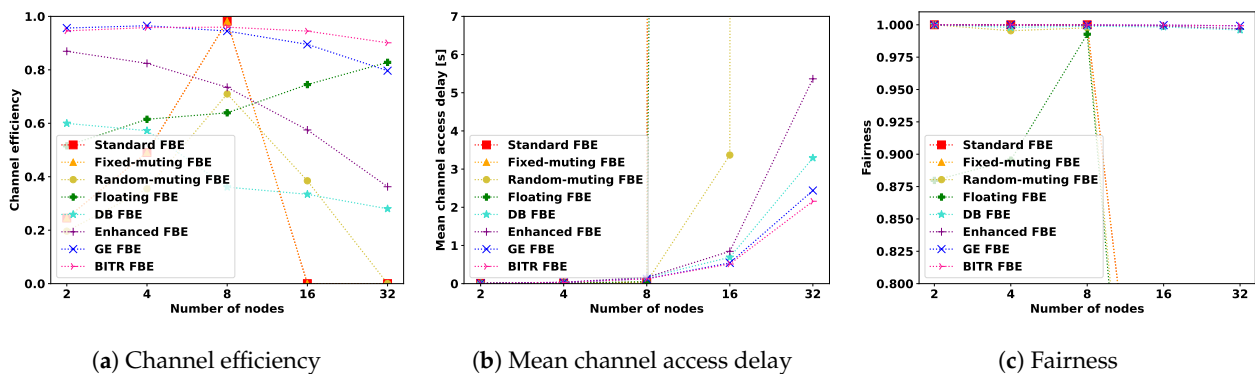 Channel efficiency
1.0
0.8
0.6
0.4
0.2
0.0
Standard FBE
Fixed-muting FBE
Random-muting FBE
Floating FBE
DB FBE
Enhanced FBE
GE FBE
BITR FBE
2 4 8 16 32
Number of nodes
(a) Channel efficiency
Mean channel access delay [s]
7
6
5
4
3
2
1
0
Standard FBE
Fixed-muting FBE
Random-muting FBE
Floating FBE
DB FBE
Enhanced FBE
GE FBE
BITR FBE
2 4 8 16 32
Number of nodes
(b) Mean channel access delay
Fairness
1.000
0.975
0.950
0.925
0.900
0.875
0.850
0.825
0.800
Standard FBE
Fixed-muting FBE
Random-muting FBE
Floating FBE
DB FBE
Enhanced FBE
GE FBE
BITR FBE
2 4 8 16 32
Number of nodes
(c) Fairness